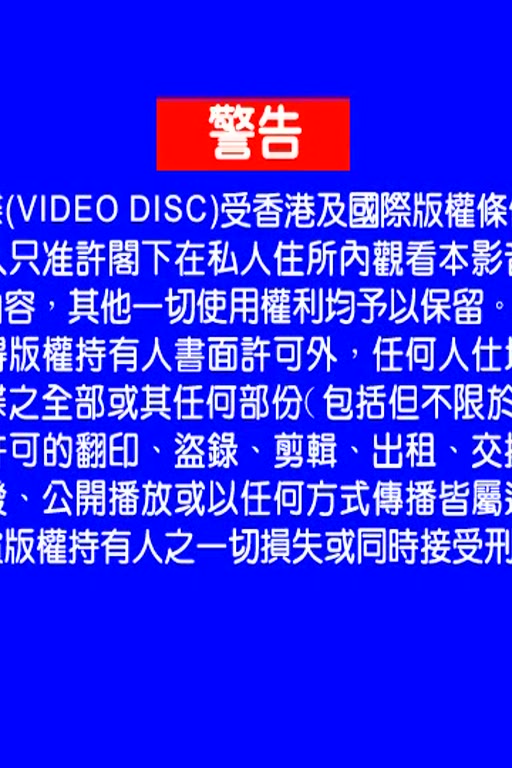 警告
(VIDEO DISC)受香港及國際版權條
只准許閣下在私人住所內觀看本影
容，其他一切使用權利均予以保留。
版權持有人書面許可外，任何人仕
之全部或其任何部份(包括但不限於
可的翻印、盜錄、剪輯、出租、交
、公開播放或以任何方式傳播皆屬
版權持有人之一切損失或同時接受刑